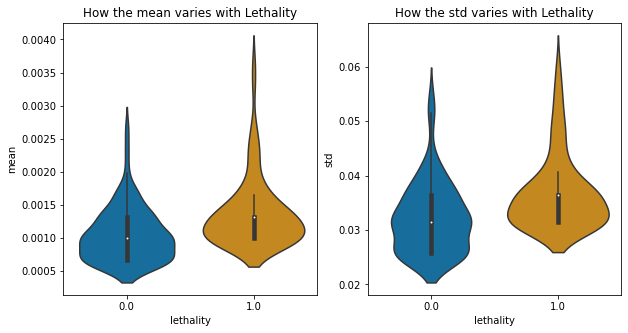 How the mean varies with Lethality
0.0040
0.0035
0.0030
0.0025
0.0020
0.0015
0.0010
0.0005
mean
0.0
1.0
lethality
How the std varies with Lethality
0.06
0.05
0.04
0.03
0.02
std
0.0
1.0
lethality